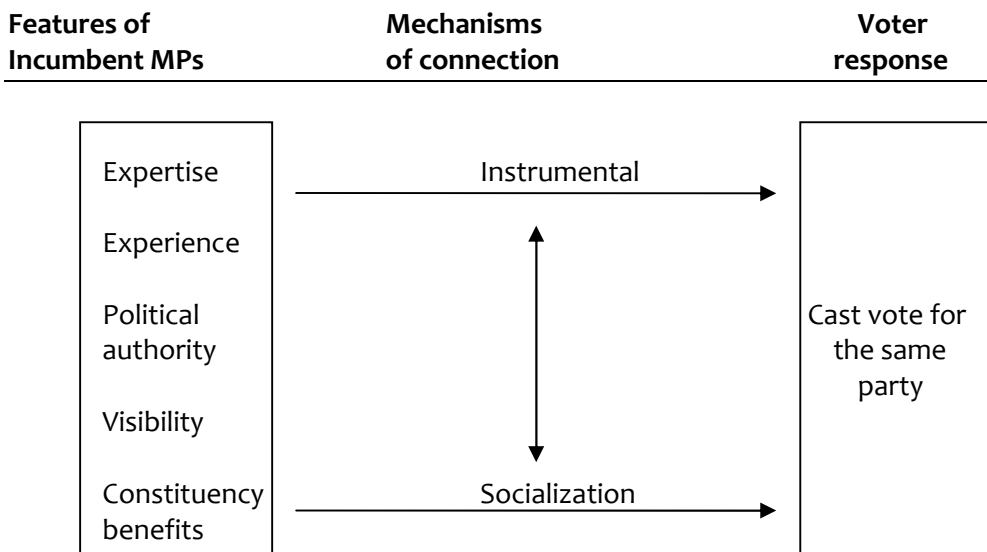 Features of
Incumbent MPs
Mechanisms
of connection
Voter
response
Expertise
Experience
Political
authority
Visibility
Constituency
benefits
Instrumental
Socialization
Cast vote for
the same
party